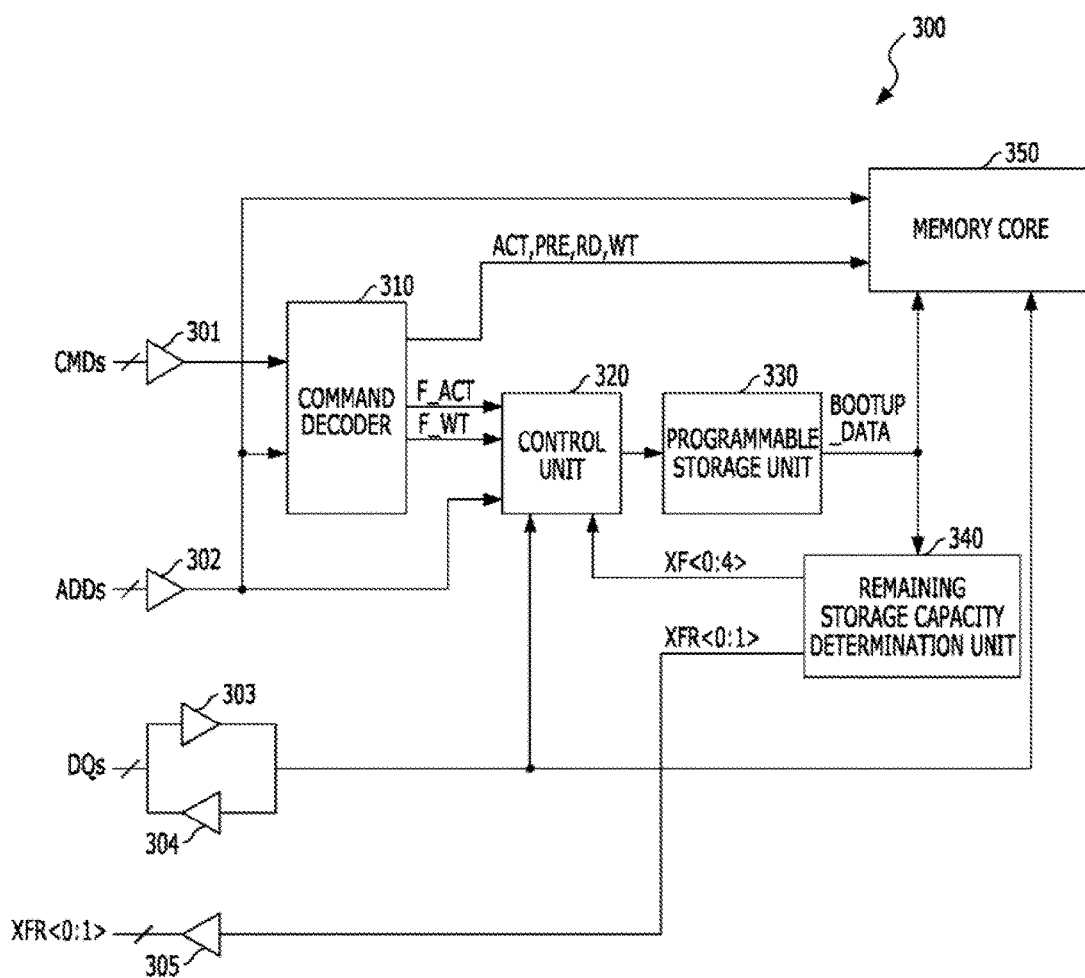 300
350
MEMORY CORE
ACT,PRE,RD,WT
310
301
CMDs
COMMAND
DECODER
F_ACT
F_WT
320
CONTROL
UNIT
330
PROGRAMMABLE
STORAGE UNIT
BOOTUP
_DATA
302
ADDs
XF<0:4>
340
REMAINING
STORAGE CAPACITY
DETERMINATION UNIT
XFR<0:1>
303
DQs
304
XFR<0:1>
305